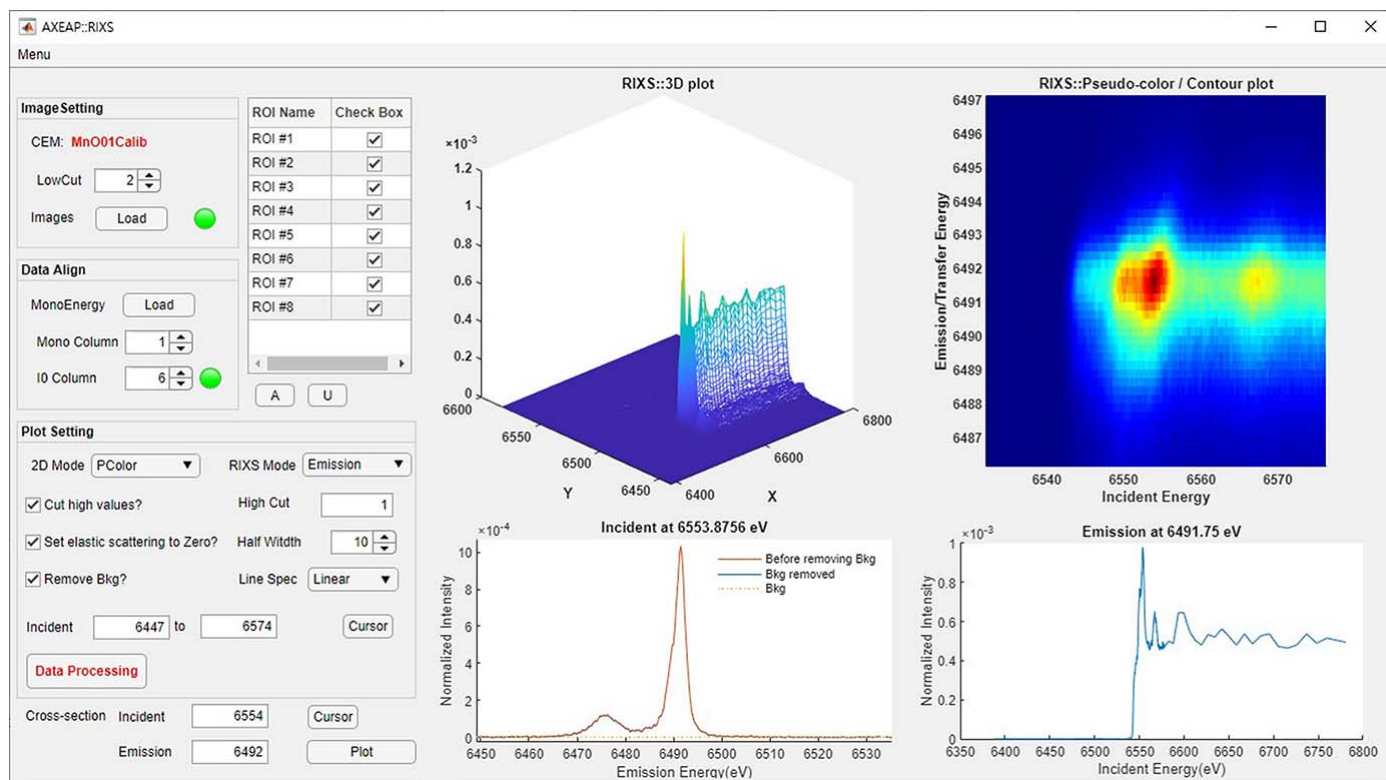 AXEAP::RIXS
Menu
ImageSetting
CEM: MnO01Calib
LowCut 2
Images Load
ROI Name Check Box
ROI #1
ROI #2
ROI #3
ROI #4
ROI #5
ROI #6
ROI #7
ROI #8
A U
Data Align
MonoEnergy Load
Mono Column 1
I0 Column 6
Plot Setting
2D Mode PColor RIXS Mode Emission
Cut high values? High Cut 1
Set elastic scattering to Zero? Half Witdth 10
Remove Bkg? Line Spec Linear
Incident 6447 to 6574 Cursor
Data Processing
Cross-section Incident 6554 Cursor
Emission 6492 Plot
RIXS::3D plot
×10⁻³
1.2
1
0.8
0.6
0.4
0.2
0
6600
6550
6500
6450
Y
6400
6600
6800
X
RIXS::Pseudo-color / Contour plot
Emission/Transfer Energy
6497
6496
6495
6494
6493
6492
6491
6490
6489
6488
6487
6540 6550 6560 6570
Incident Energy
Incident at 6553.8756 eV
×10⁻⁴
Normalized Intensity
10
8
6
4
2
0
Before removing Bkg
Bkg removed
Bkg
6450 6460 6470 6480 6490 6500 6510 6520 6530
Emission Energy(eV)
Emission at 6491.75 eV
×10⁻³
Normalized Intensity
1
0.8
0.6
0.4
0.2
0
6350 6400 6450 6500 6550 6600 6650 6700 6750 6800
Incident Energy(eV)